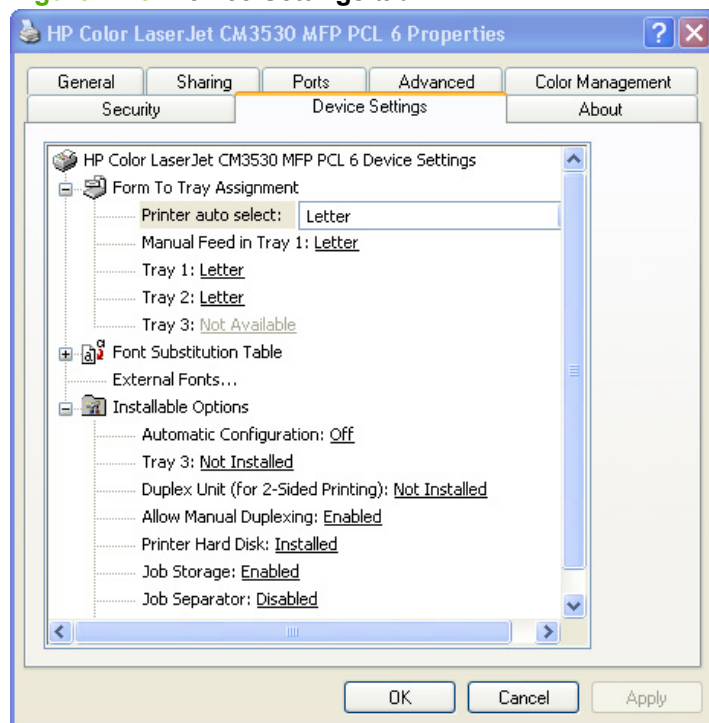 HP Color LaserJet CM3530 MFP PCL 6 Properties
General Sharing Ports Advanced Color Management
Security Device Settings About
HP Color LaserJet CM3530 MFP PCL 6 Device Settings
Form To Tray Assignment
Printer auto select: Letter
Manual Feed in Tray 1: Letter
Tray 1: Letter
Tray 2: Letter
Tray 3: Not Available
Font Substitution Table
External Fonts...
Installable Options
Automatic Configuration: Off
Tray 3: Not Installed
Duplex Unit (for 2-Sided Printing): Not Installed
Allow Manual Duplexing: Enabled
Printer Hard Disk: Installed
Job Storage: Enabled
Job Separator: Disabled
OK Cancel Apply